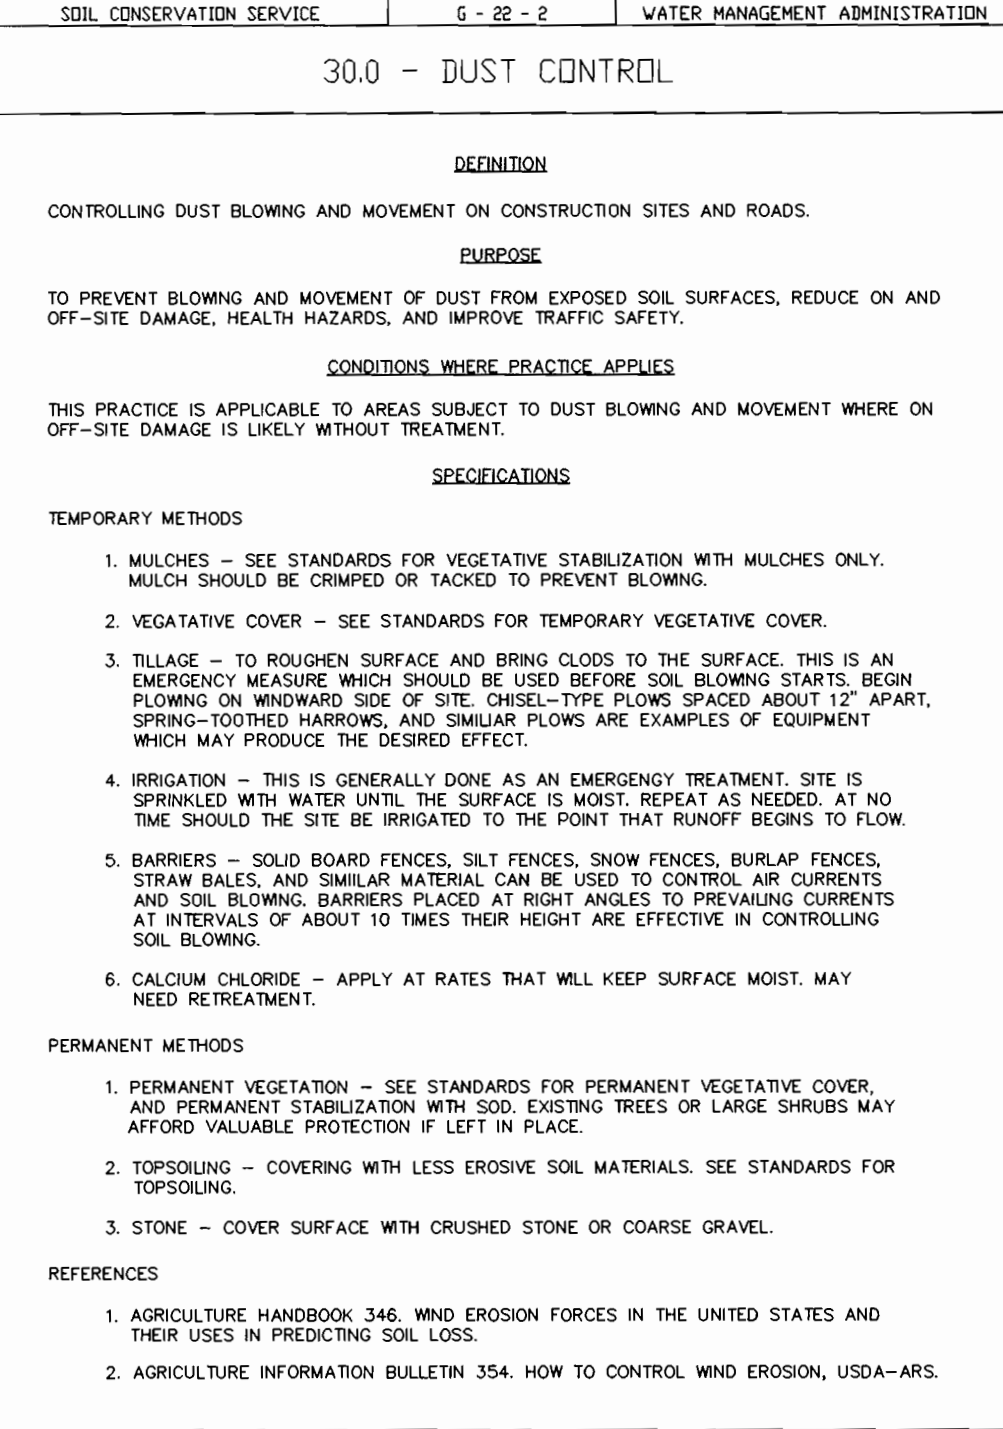 SOIL CONSERVATION SERVICE G - 22 - 2 WATER MANAGEMENT ADMINISTRATION
30.0 - DUST CONTROL
DEFINITION
CONTROLLING DUST BLOWING AND MOVEMENT ON CONSTRUCTION SITES AND ROADS.
PURPOSE
TO PREVENT BLOWING AND MOVEMENT OF DUST FROM EXPOSED SOIL SURFACES, REDUCE ON AND
OFF-SITE DAMAGE, HEALTH HAZARDS, AND IMPROVE TRAFFIC SAFETY.
CONDITIONS WHERE PRACTICE APPLIES
THIS PRACTICE IS APPLICABLE TO AREAS SUBJECT TO DUST BLOWING AND MOVEMENT WHERE ON
OFF-SITE DAMAGE IS LIKELY WITHOUT TREATMENT.
SPECIFICATIONS
TEMPORARY METHODS
1. MULCHES - SEE STANDARDS FOR VEGETATIVE STABILIZATION WITH MULCHES ONLY.
MULCH SHOULD BE CRIMPED OR TACKED TO PREVENT BLOWING.
2. VEGATATIVE COVER - SEE STANDARDS FOR TEMPORARY VEGETATIVE COVER.
3. TILLAGE - TO ROUGHEN SURFACE AND BRING CLODS TO THE SURFACE. THIS IS AN
EMERGENCY MEASURE WHICH SHOULD BE USED BEFORE SOIL BLOWING STARTS. BEGIN
PLOWING ON WINDWARD SIDE OF SITE. CHISEL-TYPE PLOWS SPACED ABOUT 12" APART,
SPRING-TOOTHED HARROWS, AND SIMILIAR PLOWS ARE EXAMPLES OF EQUIPMENT
WHICH MAY PRODUCE THE DESIRED EFFECT.
4. IRRIGATION - THIS IS GENERALLY DONE AS AN EMERGENGY TREATMENT. SITE IS
SPRINKLED WITH WATER UNTIL THE SURFACE IS MOIST. REPEAT AS NEEDED. AT NO
TIME SHOULD THE SITE BE IRRIGATED TO THE POINT THAT RUNOFF BEGINS TO FLOW.
5. BARRIERS - SOLID BOARD FENCES, SILT FENCES, SNOW FENCES, BURLAP FENCES,
STRAW BALES, AND SIMIILAR MATERIAL CAN BE USED TO CONTROL AIR CURRENTS
AND SOIL BLOWING. BARRIERS PLACED AT RIGHT ANGLES TO PREVAILING CURRENTS
AT INTERVALS OF ABOUT 10 TIMES THEIR HEIGHT ARE EFFECTIVE IN CONTROLLING
SOIL BLOWING.
6. CALCIUM CHLORIDE - APPLY AT RATES THAT WILL KEEP SURFACE MOIST. MAY
NEED RETREATMENT.
PERMANENT METHODS
1. PERMANENT VEGETATION - SEE STANDARDS FOR PERMANENT VEGETATIVE COVER,
AND PERMANENT STABILIZATION WITH SOD. EXISTING TREES OR LARGE SHRUBS MAY
AFFORD VALUABLE PROTECTION IF LEFT IN PLACE.
2. TOPSOILING - COVERING WITH LESS EROSIVE SOIL MATERIALS. SEE STANDARDS FOR
TOPSOILING.
3. STONE - COVER SURFACE WITH CRUSHED STONE OR COARSE GRAVEL.
REFERENCES
1. AGRICULTURE HANDBOOK 346. WIND EROSION FORCES IN THE UNITED STATES AND
THEIR USES IN PREDICTING SOIL LOSS.
2. AGRICULTURE INFORMATION BULLETIN 354. HOW TO CONTROL WIND EROSION, USDA-ARS.